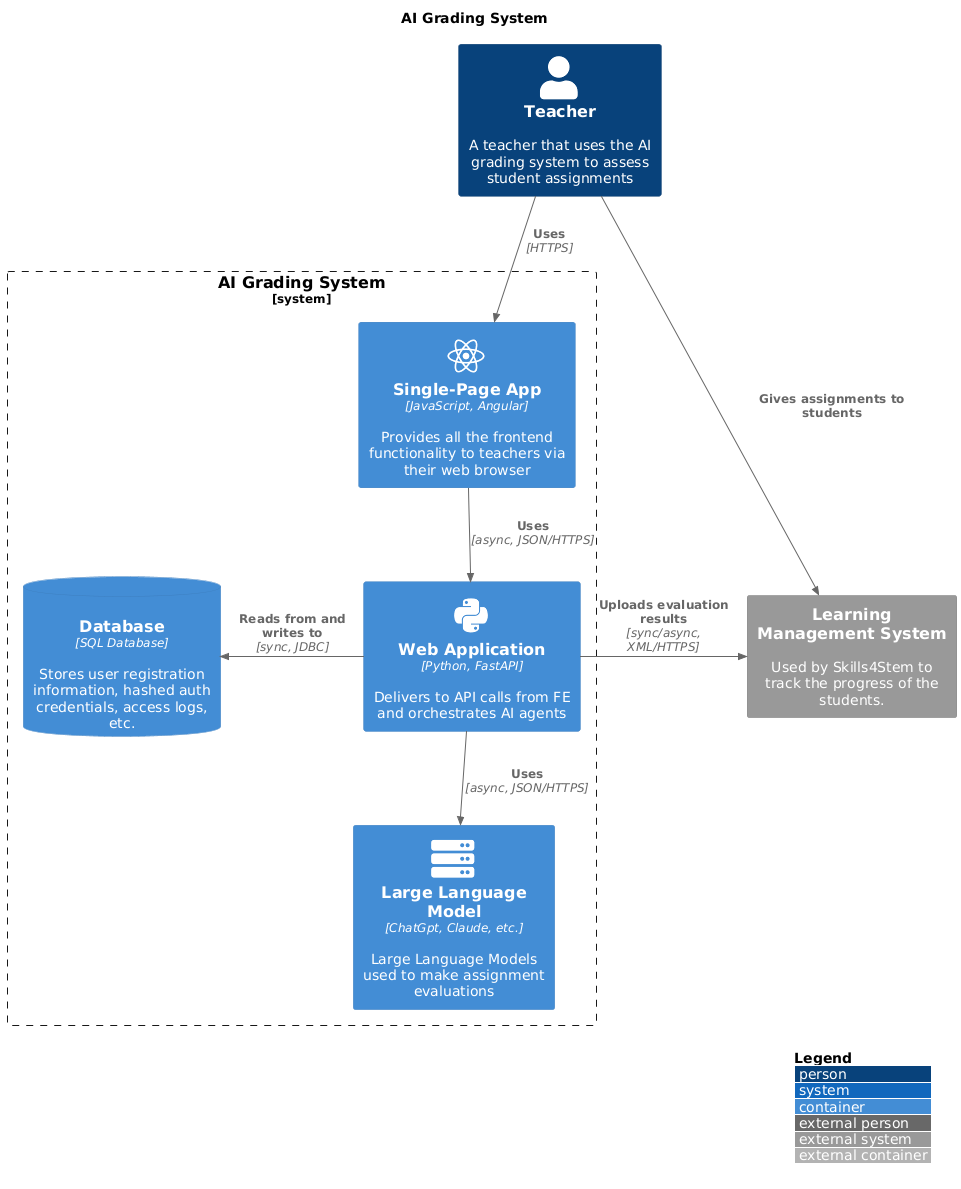 AI Grading System
Teacher
A teacher that uses the AI
grading system to assess
student assignments
Uses
[HTTPS]
AI Grading System
[system]
Single-Page App
[JavaScript, Angular]
Provides all the frontend
functionality to teachers via
their web browser
Gives assignments to
students
Uses
[async, JSON/HTTPS]
Database
[SQL Database]
Stores user registration
information, hashed auth
credentials, access logs,
etc.
Reads from and
writes to
[sync, JDBC]
Web Application
[Python, FastAPI]
Delivers to API calls from FE
and orchestrates AI agents
Uploads evaluation
results
[sync/async,
XML/HTTPS]
Learning
Management System
Used by Skills4Stem to
track the progress of the
students.
Uses
[async, JSON/HTTPS]
Large Language
Model
[ChatGpt, Claude, etc.]
Large Language Models
used to make assignment
evaluations
Legend
person
system
container
external person
external system
external container